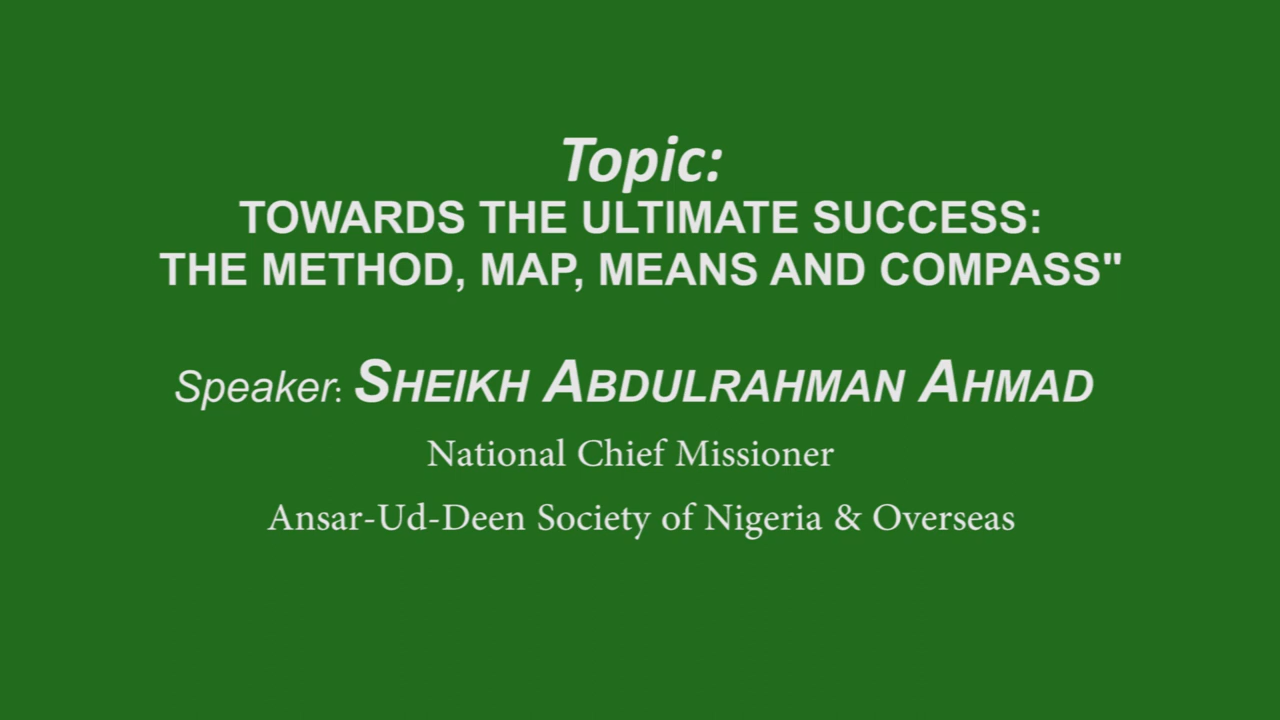 Topic:
TOWARDS THE ULTIMATE SUCCESS:
THE METHOD, MAP, MEANS AND COMPASS"
Speaker: SHEIKH ABDULRAHMAN AHMAD
National Chief Missioner
Ansar-Ud-Deen Society of Nigeria & Overseas